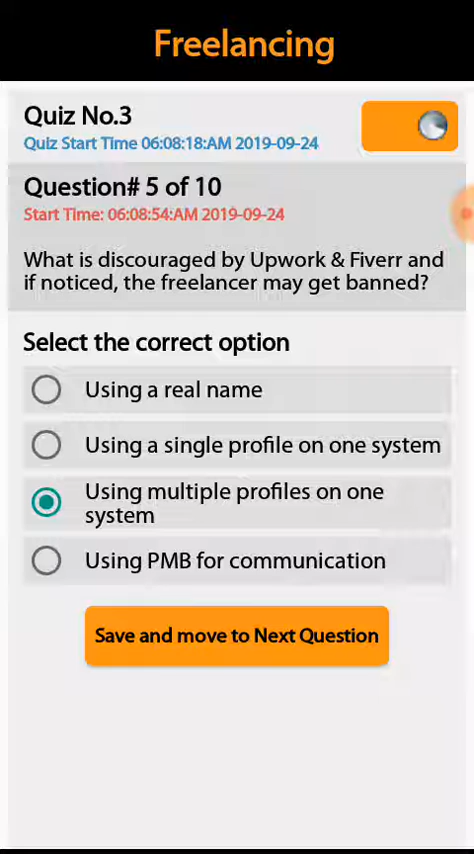 Freelancing
Quiz No.3
Quiz Start Time 06:08:18:AM 2019-09-24
Question# 5 of 10
Start Time: 06:08:54:AM 2019-09-24
What is discouraged by Upwork & Fiverr and
if noticed, the freelancer may get banned?
Select the correct option
Using a real name
Using a single profile on one system
Using multiple profiles on one
system
Using PMB for communication
Save and move to Next Question